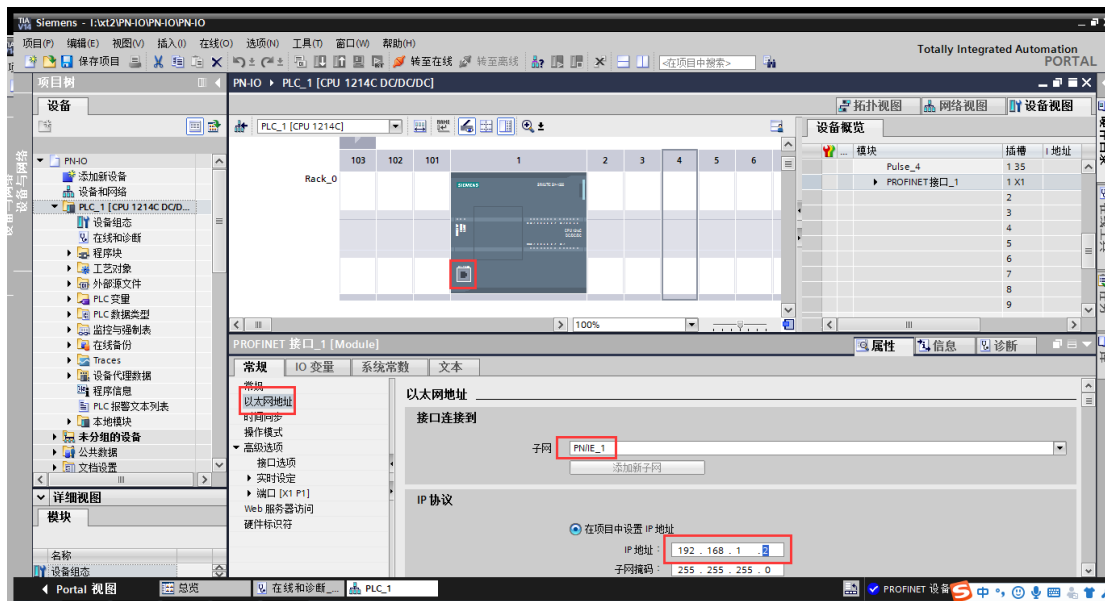 Siemens - I:\xt2\PN-IO\PN-IO\PN-IO
项目(P) 编辑(E) 视图(V) 插入(I) 在线(O) 选项(N) 工具(T) 窗口(W) 帮助(H)
保存项目 转至在线 转至离线 <在项目中搜索>
Totally Integrated Automation
PORTAL
项目树
PN-IO PLC_1 [CPU 1214C DC/DC/DC]
设备
拓扑视图 网络视图 设备视图
PLC_1 [CPU 1214C]
设备概览
模块 插槽 I 地址
Pulse_4 1 35
PROFINET接口_1 1 X1
2
3
4
5
6
7
8
9
103 102 101 1 2 3 4 5 6
Rack_0
SIEMENS
100%
PN-IO
添加新设备
设备和网络
PLC_1 [CPU 1214C DC/D...
设备组态
在线和诊断
程序块
工艺对象
外部源文件
PLC 变量
PLC 数据类型
监控与强制表
在线备份
Traces
设备代理数据
程序信息
PLC 报警文本列表
本地模块
未分组的设备
公共数据
文档设置
详细视图
模块
名称
设备组态
PROFINET 接口_1 [Module]
属性 信息 诊断
常规 IO 变量 系统常数 文本
常规
以太网地址
时间同步
操作模式
高级选项
接口选项
实时设定
端口 [X1 P1]
Web 服务器访问
硬件标识符
以太网地址
接口连接到
子网 PN/IE_1
添加新子网
IP 协议
在项目中设置 IP 地址
IP 地址: 192 . 168 . 1 . 2
子网掩码: 255 . 255 . 255 . 0
Portal 视图 总览 在线和诊断_... PLC_1
PROFINET 设备
中